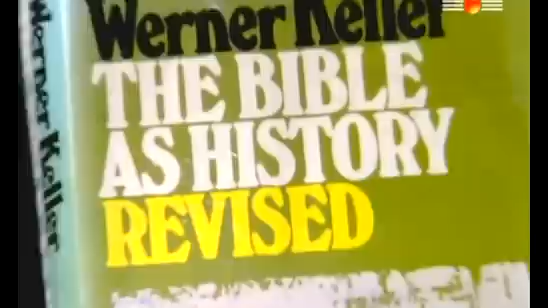 Werner Keller
Werner Keller
THE BIBLE
AS HISTORY
REVISED